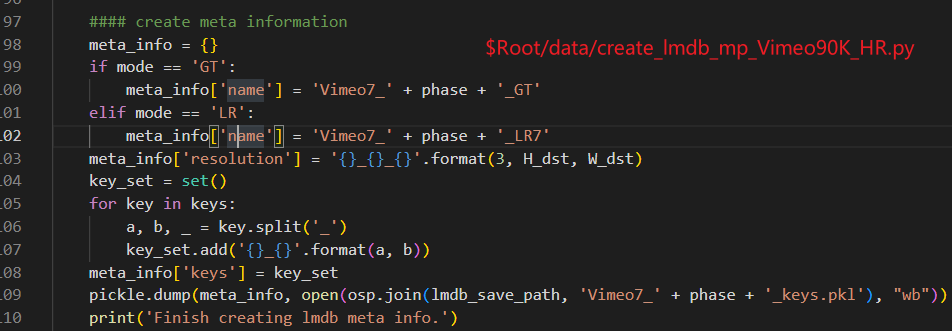 97 #### create meta information
98 meta_info = {}
$Root/data/create_lmdb_mp_Vimeo90K_HR.py
99 if mode == 'GT':
100 meta_info['name'] = 'Vimeo7_' + phase + '_GT'
101 elif mode == 'LR':
102 meta_info['name'] = 'Vimeo7_' + phase + '_LR7'
103 meta_info['resolution'] = '{}_{}_{}'.format(3, H_dst, W_dst)
104 key_set = set()
105 for key in keys:
106 a, b, _ = key.split('_')
107 key_set.add('{}_{}'.format(a, b))
108 meta_info['keys'] = key_set
109 pickle.dump(meta_info, open(osp.join(lmdb_save_path, 'Vimeo7_' + phase + '_keys.pkl'), "wb"))
110 print('Finish creating lmdb meta info.')